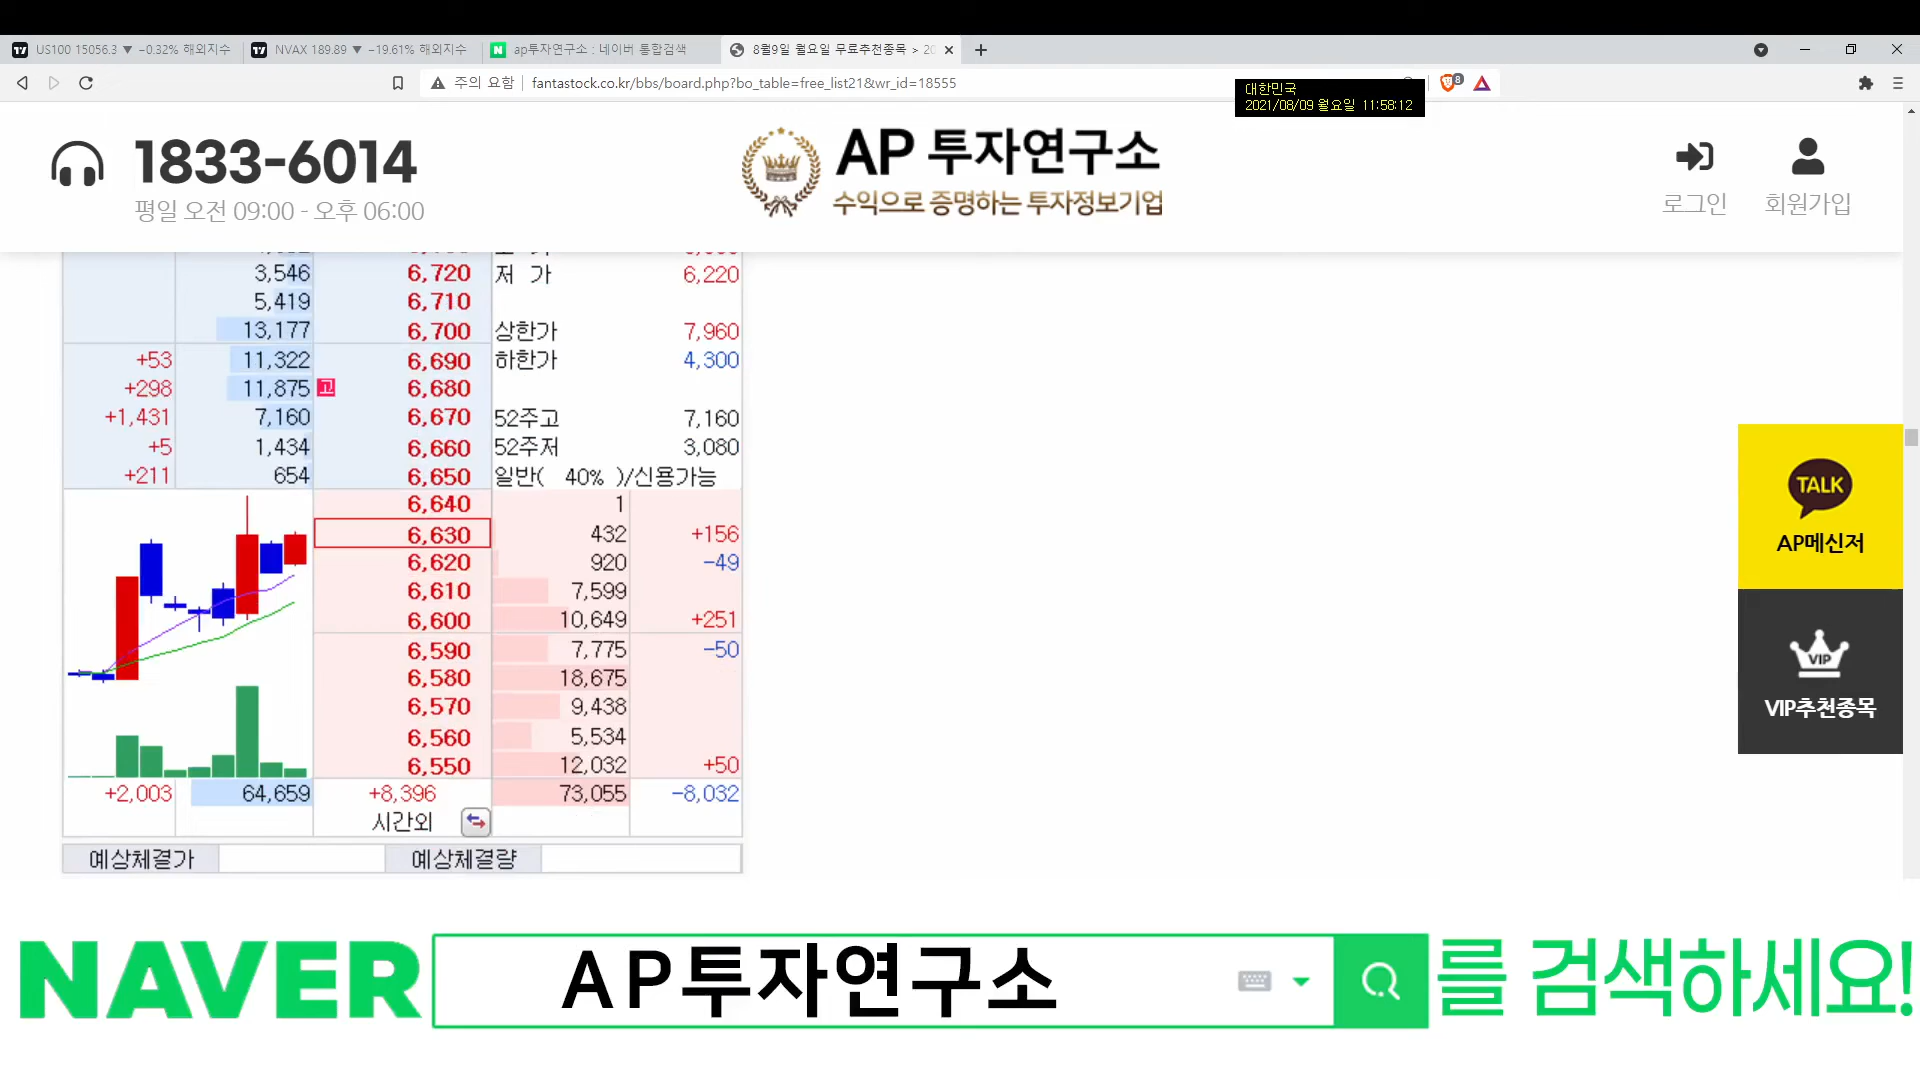 US100 15056.3 ▼ −0.32% 해외지수
NVAX 189.89 ▼ −19.61% 해외지수
ap투자연구소 : 네이버 통합검색
8월9일 월요일 무료추천종목 > 20
주의 요함
fantastock.co.kr/bbs/board.php?bo_table=free_list21&wr_id=18555
8
대한민국
2021/08/09 월요일 11:58:12
1833-6014
평일 오전 09:00 - 오후 06:00
AP 투자연구소
수익으로 증명하는 투자정보기업
로그인
회원가입
3,546 6,720 저 가 6,220
5,419 6,710
13,177 6,700 상한가 7,960
+53 11,322 6,690 하한가 4,300
+298 11,875 고 6,680
+1,431 7,160 6,670 52주고 7,160
+5 1,434 6,660 52주저 3,080
+211 654 6,650 일반( 40% )/신용가능
6,640 1
6,630 432 +156
6,620 920 −49
6,610 7,599
6,600 10,649 +251
6,590 7,775 −50
6,580 18,675
6,570 9,438
6,560 5,534
6,550 12,032 +50
+2,003 64,659 +8,396 73,055 −8,032
시간외
예상체결가 예상체결량
TALK
AP메신저
VIP
VIP추천종목
NAVER AP투자연구소 를 검색하세요!